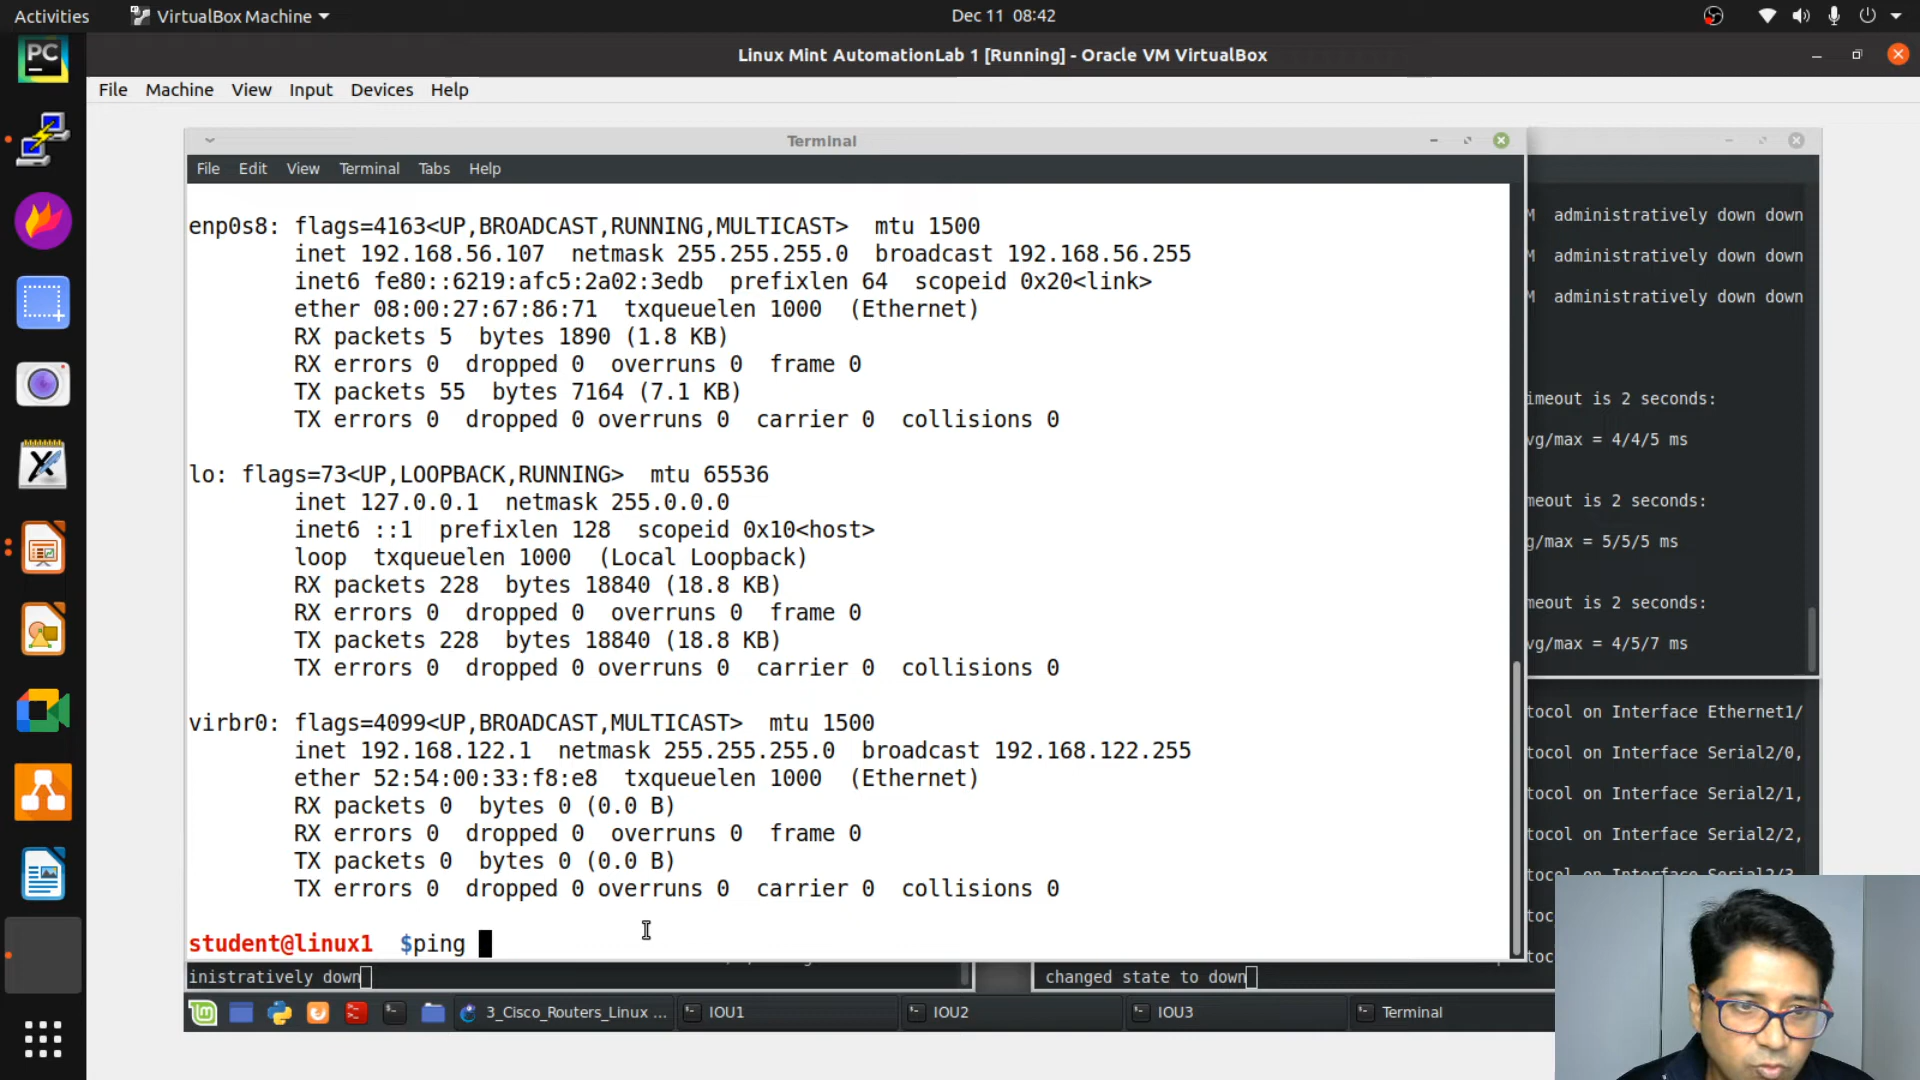 Activities
VirtualBox Machine
Dec 11 08:42
PC
Linux Mint AutomationLab 1 [Running] - Oracle VM VirtualBox
File Machine View Input Devices Help
Terminal
File Edit View Terminal Tabs Help
enp0s8: flags=4163<UP,BROADCAST,RUNNING,MULTICAST> mtu 1500
inet 192.168.56.107 netmask 255.255.255.0 broadcast 192.168.56.255
inet6 fe80::6219:afc5:2a02:3edb prefixlen 64 scopeid 0x20<link>
ether 08:00:27:67:86:71 txqueuelen 1000 (Ethernet)
RX packets 5 bytes 1890 (1.8 KB)
RX errors 0 dropped 0 overruns 0 frame 0
TX packets 55 bytes 7164 (7.1 KB)
TX errors 0 dropped 0 overruns 0 carrier 0 collisions 0
lo: flags=73<UP,LOOPBACK,RUNNING> mtu 65536
inet 127.0.0.1 netmask 255.0.0.0
inet6 ::1 prefixlen 128 scopeid 0x10<host>
loop txqueuelen 1000 (Local Loopback)
RX packets 228 bytes 18840 (18.8 KB)
RX errors 0 dropped 0 overruns 0 frame 0
TX packets 228 bytes 18840 (18.8 KB)
TX errors 0 dropped 0 overruns 0 carrier 0 collisions 0
virbr0: flags=4099<UP,BROADCAST,MULTICAST> mtu 1500
inet 192.168.122.1 netmask 255.255.255.0 broadcast 192.168.122.255
ether 52:54:00:33:f8:e8 txqueuelen 1000 (Ethernet)
RX packets 0 bytes 0 (0.0 B)
RX errors 0 dropped 0 overruns 0 frame 0
TX packets 0 bytes 0 (0.0 B)
TX errors 0 dropped 0 overruns 0 carrier 0 collisions 0
student@linux1 $ping
M administratively down down
M administratively down down
M administratively down down
imeout is 2 seconds:
vg/max = 4/4/5 ms
meout is 2 seconds:
g/max = 5/5/5 ms
meout is 2 seconds:
vg/max = 4/5/7 ms
tocol on Interface Ethernet1/
tocol on Interface Serial2/0,
tocol on Interface Serial2/1,
tocol on Interface Serial2/2,
tocol on Interface Serial2/3
toc
toc
inistratively down
changed state to down
3_Cisco_Routers_Linux ...
IOU1
IOU2
IOU3
Terminal